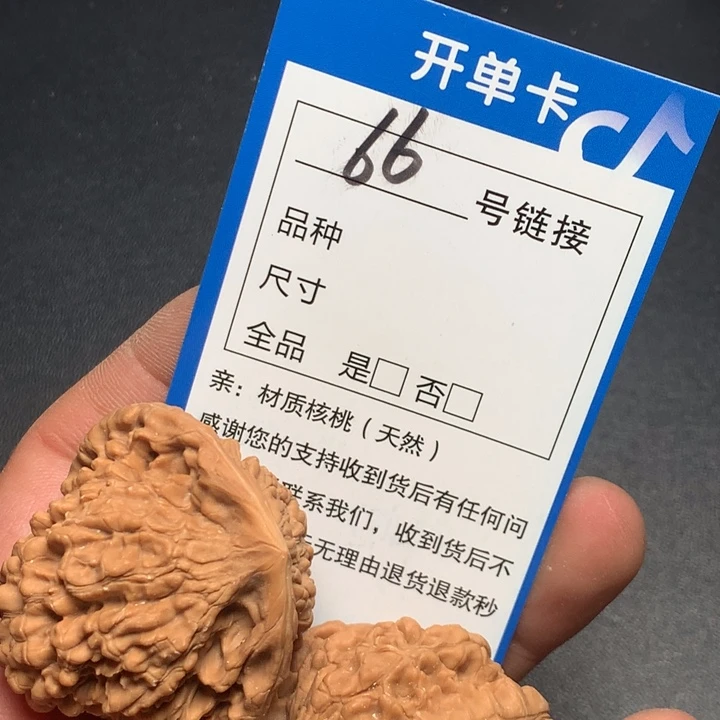 开单卡
66 号链接
品种
尺寸
全品 是□ 否□
亲：材质核桃（天然）
感谢您的支持收到货后有任何问
联系我们，收到货后不
无理由退货退款秒